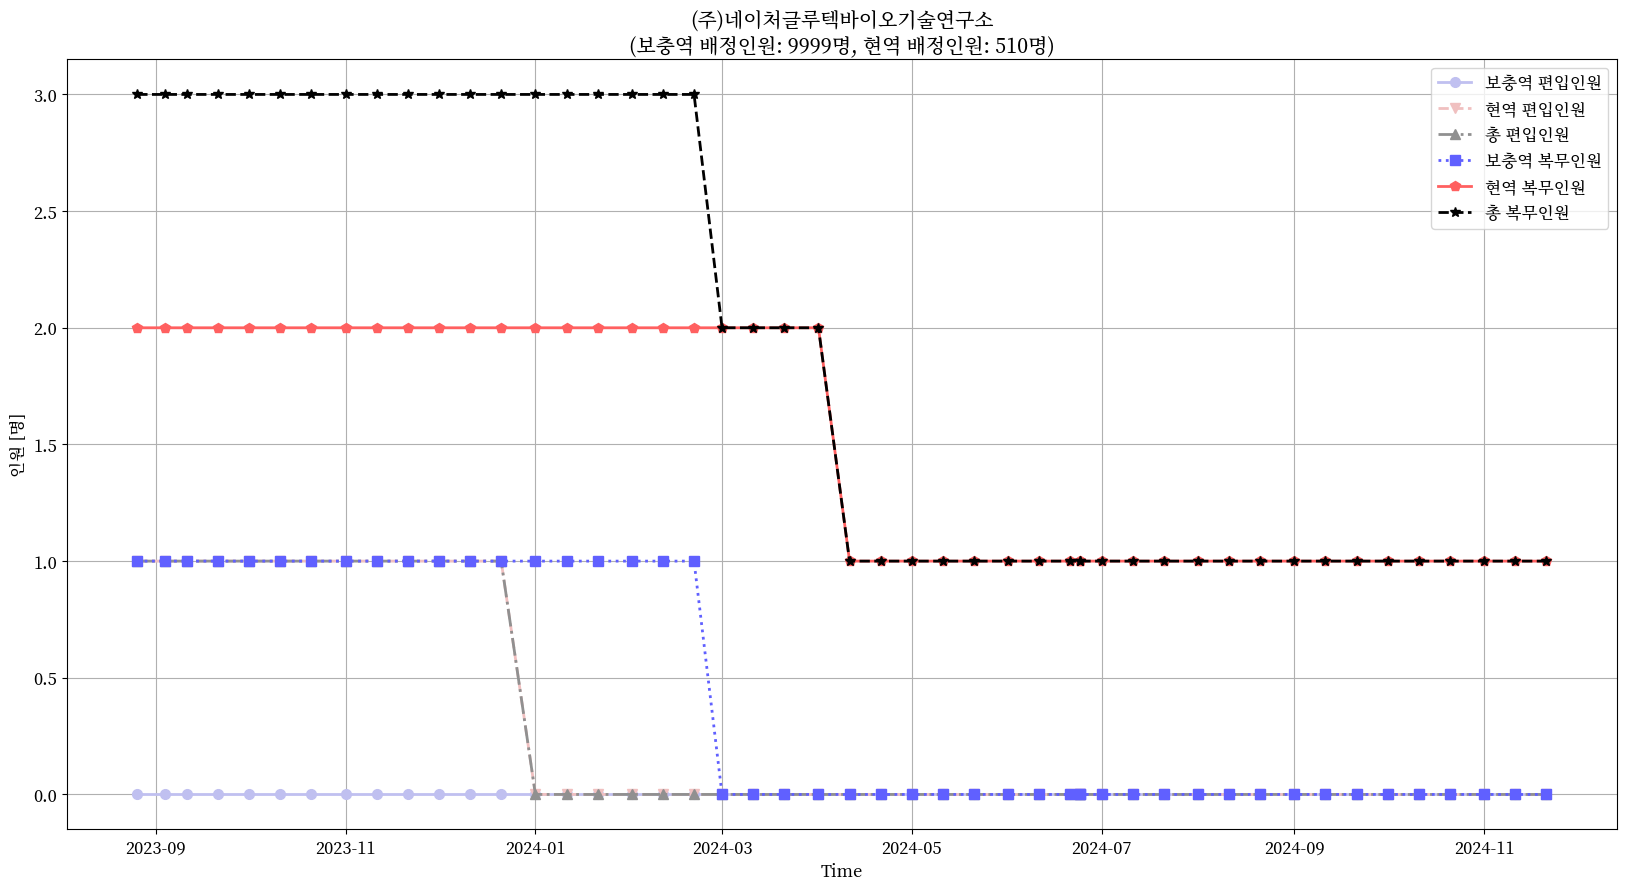 (주)네이처글루텍바이오기술연구소
(보충역 배정인원: 9999명, 현역 배정인원: 510명)
보충역 편입인원
현역 편입인원
총 편입인원
보충역 복무인원
현역 복무인원
총 복무인원
인원 [명]
3.0
2.5
2.0
1.5
1.0
0.5
0.0
2023-09
2023-11
2024-01
2024-03
2024-05
2024-07
2024-09
2024-11
Time